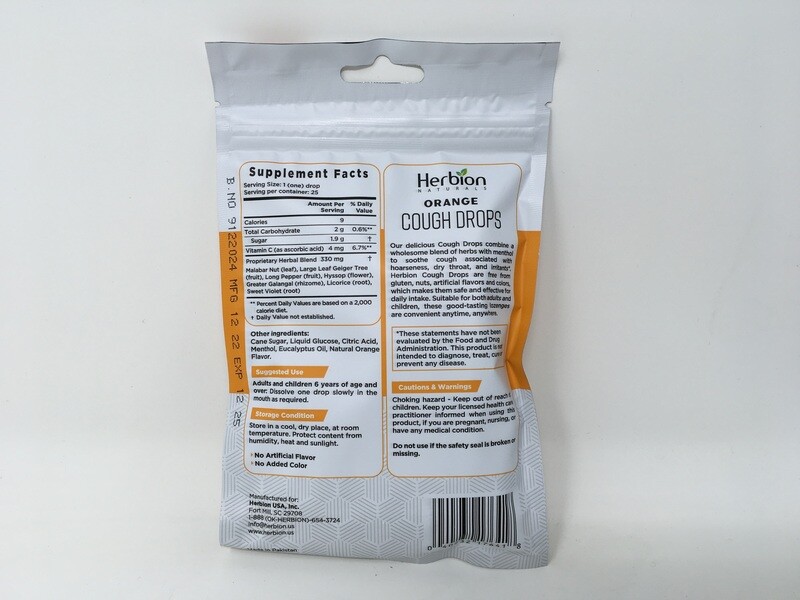 Supplement Facts
Serving Size: 1 (one) drop
Serving per container: 25
Amount Per Serving % Daily Value
Calories 9
Total Carbohydrate 2 g 0.6%**
Sugar 1.9 g †
Vitamin C (as ascorbic acid) 4 mg 6.7%**
Proprietary Herbal Blend 330 mg †
Malabar Nut (leaf), Large Leaf Geiger Tree
(fruit), Long Pepper (fruit), Hyssop (flower),
Greater Galangal (rhizome), Licorice (root),
Sweet Violet (root)
** Percent Daily Values are based on a 2,000
calorie diet.
† Daily Value not established.
Other ingredients:
Cane Sugar, Liquid Glucose, Citric Acid,
Menthol, Eucalyptus Oil, Natural Orange
Flavor.
Suggested Use
Adults and children 6 years of age and
over: Dissolve one drop slowly in the
mouth as required.
Storage Condition
Store in a cool, dry place, at room
temperature. Protect content from
humidity, heat and sunlight.
No Artificial Flavor
No Added Color
Manufactured for:
Herbion USA, Inc.
Fort Mill, SC 29708
1-888 (OK-HERBION)-654-3724
info@herbion.us
www.herbion.us
Made in Pakistan
B.NO 9122024 MFG 12 22 EXP 12 25
Herbion
NATURALS
ORANGE
COUGH DROPS
Our delicious Cough Drops combine a
wholesome blend of herbs with menthol
to soothe cough associated with
hoarseness, dry throat, and irritants*.
Herbion Cough Drops are free from
gluten, nuts, artificial flavors and colors,
which makes them safe and effective for
daily intake. Suitable for both adults and
children, these good-tasting lozenges
are convenient anytime, anywhere.
*These statements have not been
evaluated by the Food and Drug
Administration. This product is not
intended to diagnose, treat, cure
prevent any disease.
Cautions & Warnings
Choking hazard - Keep out of reach
children. Keep your licensed health care
practitioner informed when using this
product, if you are pregnant, nursing, or
have any medical condition.
Do not use if the safety seal is broken or
missing.